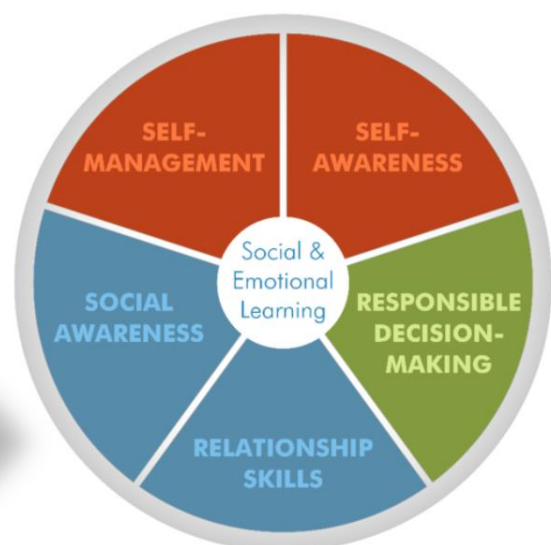 SELF-
MANAGEMENT
SELF-
AWARENESS
Social &
Emotional
Learning
SOCIAL
AWARENESS
RESPONSIBLE
DECISION-
MAKING
RELATIONSHIP
SKILLS